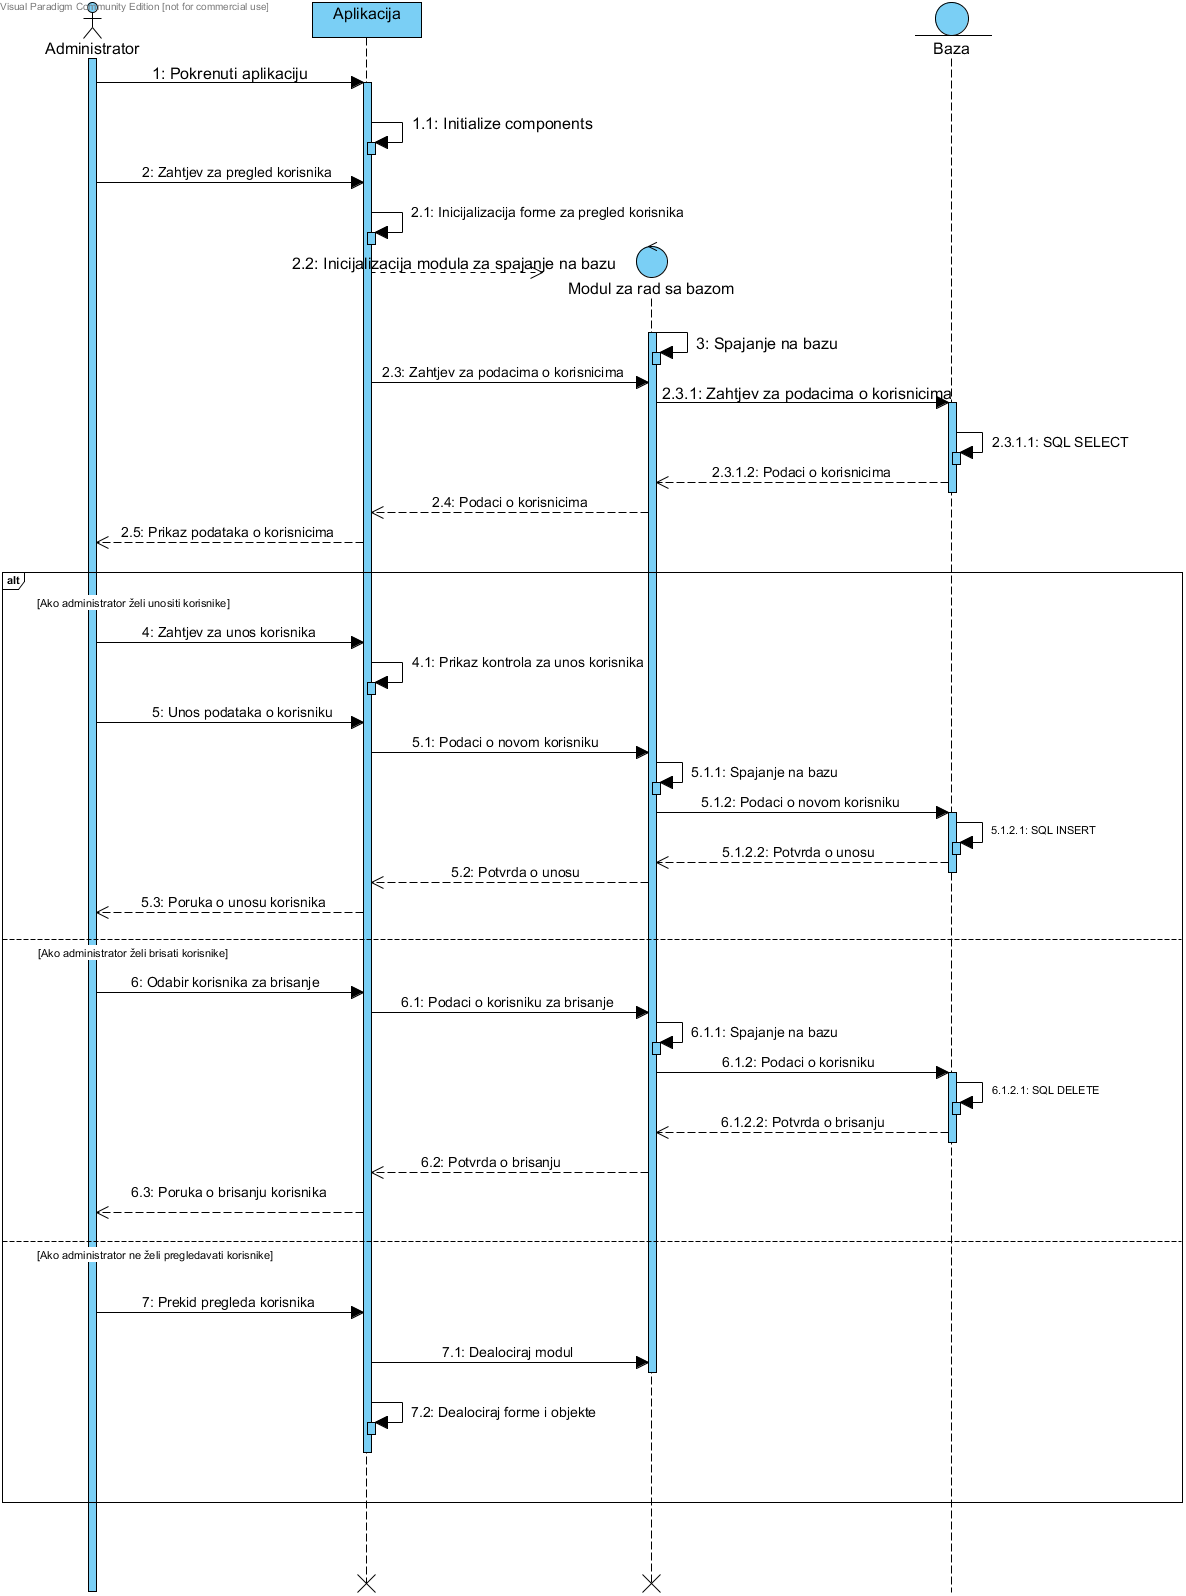 Visual Paradigm Community Edition [not for commercial use]
Aplikacija
Administrator
Baza
1: Pokrenuti aplikaciju
1.1: Initialize components
2: Zahtjev za pregled korisnika
2.1: Inicijalizacija forme za pregled korisnika
2.2: Inicijalizacija modula za spajanje na bazu
Modul za rad sa bazom
3: Spajanje na bazu
2.3: Zahtjev za podacima o korisnicima
2.3.1: Zahtjev za podacima o korisnicima
2.3.1.1: SQL SELECT
2.3.1.2: Podaci o korisnicima
2.4: Podaci o korisnicima
2.5: Prikaz podataka o korisnicima
alt
[Ako administrator želi unositi korisnike]
4: Zahtjev za unos korisnika
4.1: Prikaz kontrola za unos korisnika
5: Unos podataka o korisniku
5.1: Podaci o novom korisniku
5.1.1: Spajanje na bazu
5.1.2: Podaci o novom korisniku
5.1.2.1: SQL INSERT
5.1.2.2: Potvrda o unosu
5.2: Potvrda o unosu
5.3: Poruka o unosu korisnika
[Ako administrator želi brisati korisnike]
6: Odabir korisnika za brisanje
6.1: Podaci o korisniku za brisanje
6.1.1: Spajanje na bazu
6.1.2: Podaci o korisniku
6.1.2.1: SQL DELETE
6.1.2.2: Potvrda o brisanju
6.2: Potvrda o brisanju
6.3: Poruka o brisanju korisnika
[Ako administrator ne želi pregledavati korisnike]
7: Prekid pregleda korisnika
7.1: Dealociraj modul
7.2: Dealociraj forme i objekte